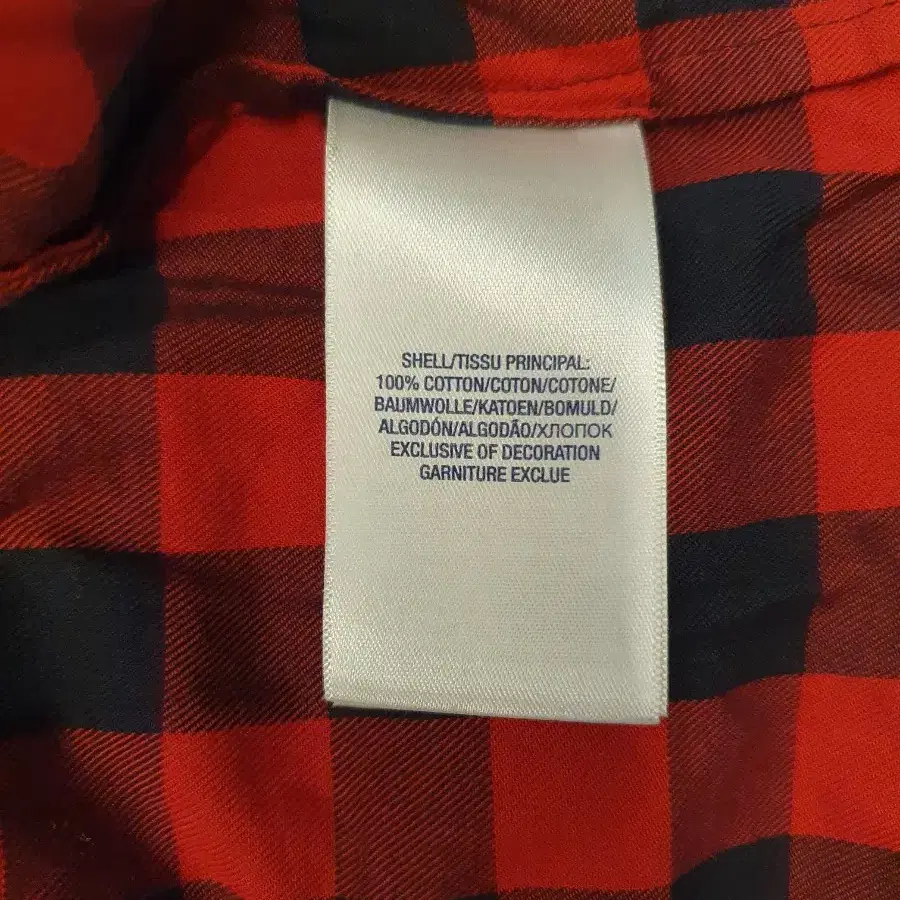 SHELL/TISSU PRINCIPAL:
100% COTTON/COTON/COTONE/
BAUMWOLLE/KATOEN/BOMULD/
ALGODÓN/ALGODÃO/ХЛОПОК
EXCLUSIVE OF DECORATION
GARNITURE EXCLUE